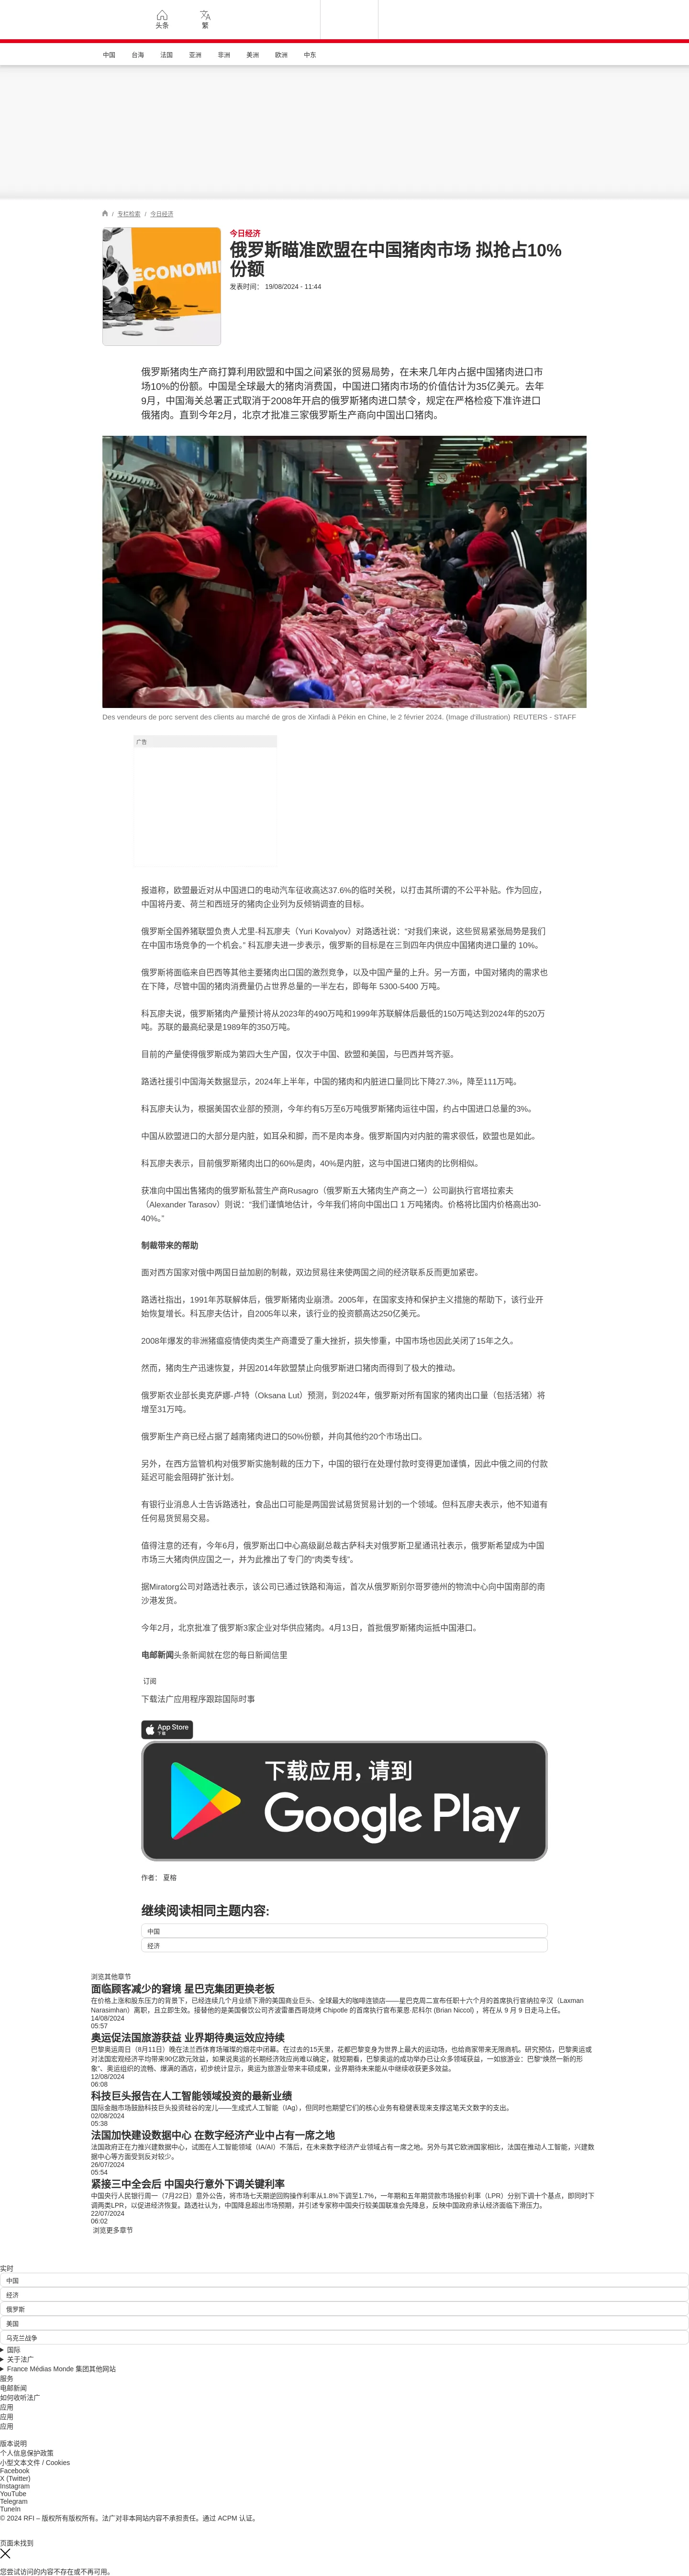 头条
繁
中国 台海 法国 亚洲 非洲 美洲 欧洲 中东
/ 专栏检索 / 今日经济
ECONOMIE
今日经济
俄罗斯瞄准欧盟在中国猪肉市场 拟抢占10%
份额
发表时间： 19/08/2024 - 11:44
俄罗斯猪肉生产商打算利用欧盟和中国之间紧张的贸易局势，在未来几年内占据中国猪肉进口市
场10%的份额。中国是全球最大的猪肉消费国，中国进口猪肉市场的价值估计为35亿美元。去年
9月，中国海关总署正式取消于2008年开启的俄罗斯猪肉进口禁令，规定在严格检疫下准许进口
俄猪肉。直到今年2月，北京才批准三家俄罗斯生产商向中国出口猪肉。
Des vendeurs de porc servent des clients au marché de gros de Xinfadi à Pékin en Chine, le 2 février 2024. (Image d'illustration) REUTERS - STAFF
广告
报道称，欧盟最近对从中国进口的电动汽车征收高达37.6%的临时关税，以打击其所谓的不公平补贴。作为回应，
中国将丹麦、荷兰和西班牙的猪肉企业列为反倾销调查的目标。
俄罗斯全国养猪联盟负责人尤里-科瓦廖夫（Yuri Kovalyov）对路透社说：“对我们来说，这些贸易紧张局势是我们
在中国市场竞争的一个机会。” 科瓦廖夫进一步表示，俄罗斯的目标是在三到四年内供应中国猪肉进口量的 10%。
俄罗斯将面临来自巴西等其他主要猪肉出口国的激烈竞争，以及中国产量的上升。另一方面，中国对猪肉的需求也
在下降，尽管中国的猪肉消费量仍占世界总量的一半左右，即每年 5300-5400 万吨。
科瓦廖夫说，俄罗斯猪肉产量预计将从2023年的490万吨和1999年苏联解体后最低的150万吨达到2024年的520万
吨。苏联的最高纪录是1989年的350万吨。
目前的产量使得俄罗斯成为第四大生产国，仅次于中国、欧盟和美国，与巴西并驾齐驱。
路透社援引中国海关数据显示，2024年上半年，中国的猪肉和内脏进口量同比下降27.3%，降至111万吨。
科瓦廖夫认为，根据美国农业部的预测，今年约有5万至6万吨俄罗斯猪肉运往中国，约占中国进口总量的3%。
中国从欧盟进口的大部分是内脏，如耳朵和脚，而不是肉本身。俄罗斯国内对内脏的需求很低，欧盟也是如此。
科瓦廖夫表示，目前俄罗斯猪肉出口的60%是肉，40%是内脏，这与中国进口猪肉的比例相似。
获准向中国出售猪肉的俄罗斯私营生产商Rusagro（俄罗斯五大猪肉生产商之一）公司副执行官塔拉索夫
（Alexander Tarasov）则说：“我们谨慎地估计，今年我们将向中国出口 1 万吨猪肉。价格将比国内价格高出30-
40%。”
制裁带来的帮助
面对西方国家对俄中两国日益加剧的制裁，双边贸易往来使两国之间的经济联系反而更加紧密。
路透社指出，1991年苏联解体后，俄罗斯猪肉业崩溃。2005年，在国家支持和保护主义措施的帮助下，该行业开
始恢复增长。科瓦廖夫估计，自2005年以来，该行业的投资额高达250亿美元。
2008年爆发的非洲猪瘟疫情使肉类生产商遭受了重大挫折，损失惨重，中国市场也因此关闭了15年之久。
然而，猪肉生产迅速恢复，并因2014年欧盟禁止向俄罗斯进口猪肉而得到了极大的推动。
俄罗斯农业部长奥克萨娜-卢特（Oksana Lut）预测，到2024年，俄罗斯对所有国家的猪肉出口量（包括活猪）将
增至31万吨。
俄罗斯生产商已经占据了越南猪肉进口的50%份额，并向其他约20个市场出口。
另外，在西方监管机构对俄罗斯实施制裁的压力下，中国的银行在处理付款时变得更加谨慎，因此中俄之间的付款
延迟可能会阻碍扩张计划。
有银行业消息人士告诉路透社，食品出口可能是两国尝试易货贸易计划的一个领域。但科瓦廖夫表示，他不知道有
任何易货贸易交易。
值得注意的还有，今年6月，俄罗斯出口中心高级副总裁古萨科夫对俄罗斯卫星通讯社表示，俄罗斯希望成为中国
市场三大猪肉供应国之一，并为此推出了专门的“肉类专线”。
据Miratorg公司对路透社表示，该公司已通过铁路和海运，首次从俄罗斯别尔哥罗德州的物流中心向中国南部的南
沙港发货。
今年2月，北京批准了俄罗斯3家企业对华供应猪肉。4月13日，首批俄罗斯猪肉运抵中国港口。
电邮新闻头条新闻就在您的每日新闻信里
订阅
下载法广应用程序跟踪国际时事
App Store
下载
下载应用，请到
Google Play
作者： 夏榕
继续阅读相同主题内容:
中国
经济
浏览其他章节
面临顾客减少的窘境 星巴克集团更换老板
在价格上涨和股东压力的背景下，已经连续几个月业绩下滑的美国商业巨头、全球最大的咖啡连锁店——星巴克周二宣布任职十六个月的首席执行官纳拉辛汉（Laxman
Narasimhan）离职，且立即生效。接替他的是美国餐饮公司齐波雷墨西哥烧烤 Chipotle 的首席执行官布莱恩·尼科尔 (Brian Niccol) ，将在从 9 月 9 日走马上任。
14/08/2024
05:57
奥运促法国旅游获益 业界期待奥运效应持续
巴黎奥运周日（8月11日）晚在法兰西体育场璀璨的烟花中闭幕。在过去的15天里，花都巴黎变身为世界上最大的运动场，也给商家带来无限商机。研究预估，巴黎奥运或
对法国宏观经济平均带来90亿欧元效益，如果说奥运的长期经济效应尚难以确定，就短期看，巴黎奥运的成功举办已让众多领域获益，一如旅游业：巴黎“焕然一新的形
象”、奥运组织的流畅、爆满的酒店，初步统计显示，奥运为旅游业带来丰硕成果，业界期待未来能从中继续收获更多效益。
12/08/2024
06:08
科技巨头报告在人工智能领域投资的最新业绩
国际金融市场鼓励科技巨头投资硅谷的宠儿——生成式人工智能（IAg），但同时也期望它们的核心业务有稳健表现来支撑这笔天文数字的支出。
02/08/2024
05:38
法国加快建设数据中心 在数字经济产业中占有一席之地
法国政府正在力推兴建数据中心，试图在人工智能领域（IA/AI）不落后，在未来数字经济产业领域占有一席之地。另外与其它欧洲国家相比，法国在推动人工智能，兴建数
据中心等方面受到反对较少。
26/07/2024
05:54
紧接三中全会后 中国央行意外下调关键利率
中国央行人民银行周一（7月22日）意外公告，将市场七天期逆回购操作利率从1.8%下调至1.7%，一年期和五年期贷款市场报价利率（LPR）分别下调十个基点，即同时下
调两类LPR，以促进经济恢复。路透社认为，中国降息超出市场预期，并引述专家称中国央行较美国联准会先降息，反映中国政府承认经济面临下滑压力。
22/07/2024
06:02
浏览更多章节
实时
中国
经济
俄罗斯
美国
乌克兰战争
国际
关于法广
France Médias Monde 集团其他网站
服务
电邮新闻
如何收听法广
应用
应用
应用
版本说明
个人信息保护政策
小型文本文件 / Cookies
Facebook
X (Twitter)
Instagram
YouTube
Telegram
TuneIn
© 2024 RFI – 版权所有版权所有。法广对非本网站内容不承担责任。通过 ACPM 认证。
页面未找到
您尝试访问的内容不存在或不再可用。